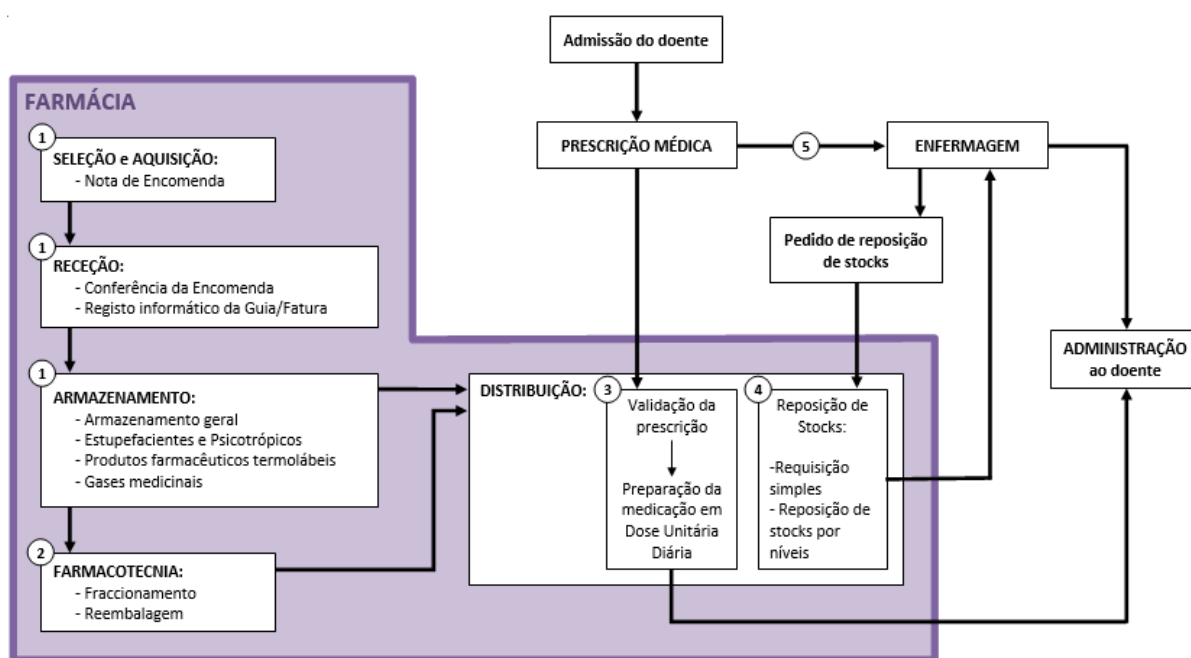 Admissão do doente
FARMÁCIA
1
SELEÇÃO e AQUISIÇÃO:
- Nota de Encomenda
PRESCRIÇÃO MÉDICA
5
ENFERMAGEM
1
RECEÇÃO:
- Conferência da Encomenda
- Registo informático da Guia/Fatura
Pedido de reposição
de stocks
1
ARMAZENAMENTO:
- Armazenamento geral
- Estupefacientes e Psicotrópicos
- Produtos farmacêuticos termolábeis
- Gases medicinais
DISTRIBUIÇÃO:
3
Validação da
prescrição
Preparação da
medicação em
Dose Unitária
Diária
4
Reposição de
Stocks:
-Requisição
simples
- Reposição de
stocks por
níveis
ADMINISTRAÇÃO
ao doente
2
FARMACOTECNIA:
- Fraccionamento
- Reembalagem